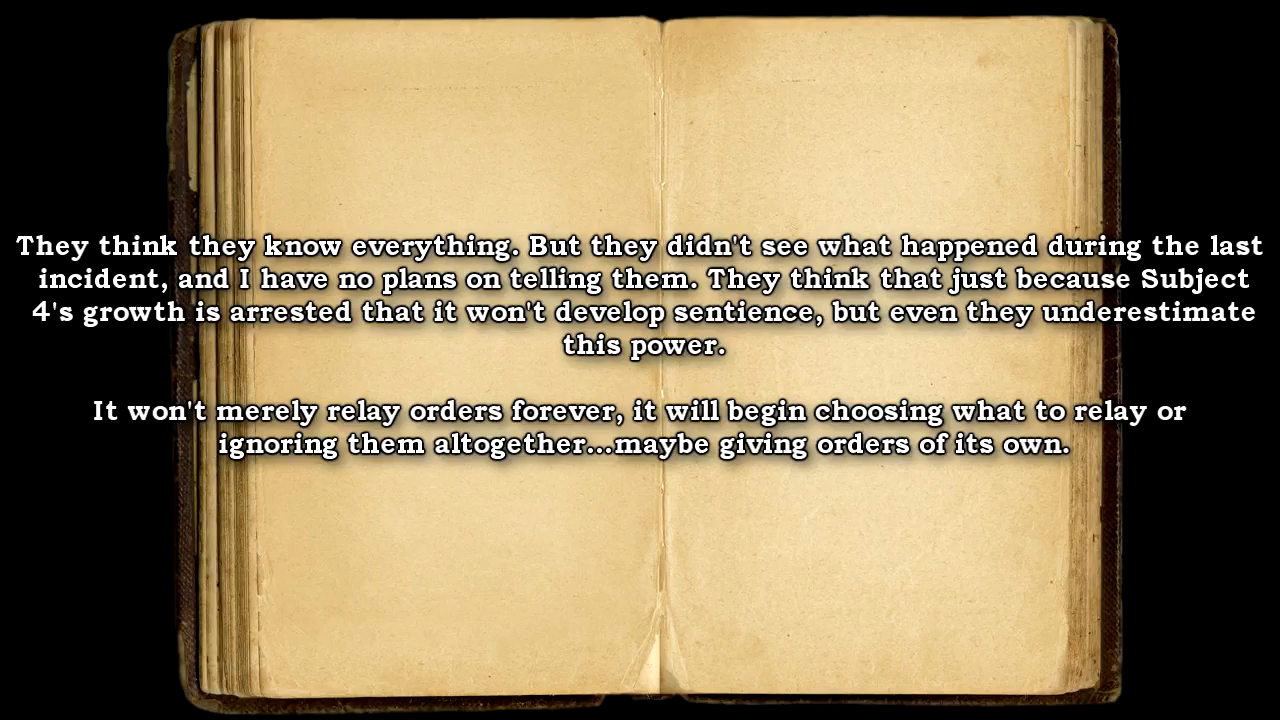 They think they know everything. But they didn't see what happened during the last
incident, and I have no plans on telling them. They think that just because Subject
4's growth is arrested that it won't develop sentience, but even they underestimate
this power.
It won't merely relay orders forever, it will begin choosing what to relay or
ignoring them altogether...maybe giving orders of its own.